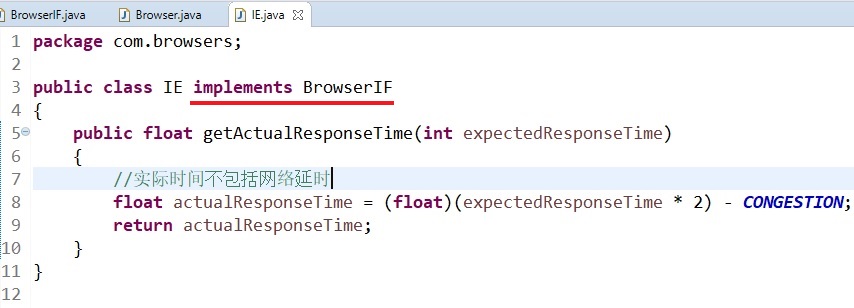 BrowserIF.java Browser.java IE.java
1 package com.browsers;
2
3 public class IE implements BrowserIF
4 {
5 public float getActualResponseTime(int expectedResponseTime)
6 {
7 //实际时间不包括网络延时
8 float actualResponseTime = (float)(expectedResponseTime * 2) - CONGESTION;
9 return actualResponseTime;
10 }
11 }
12